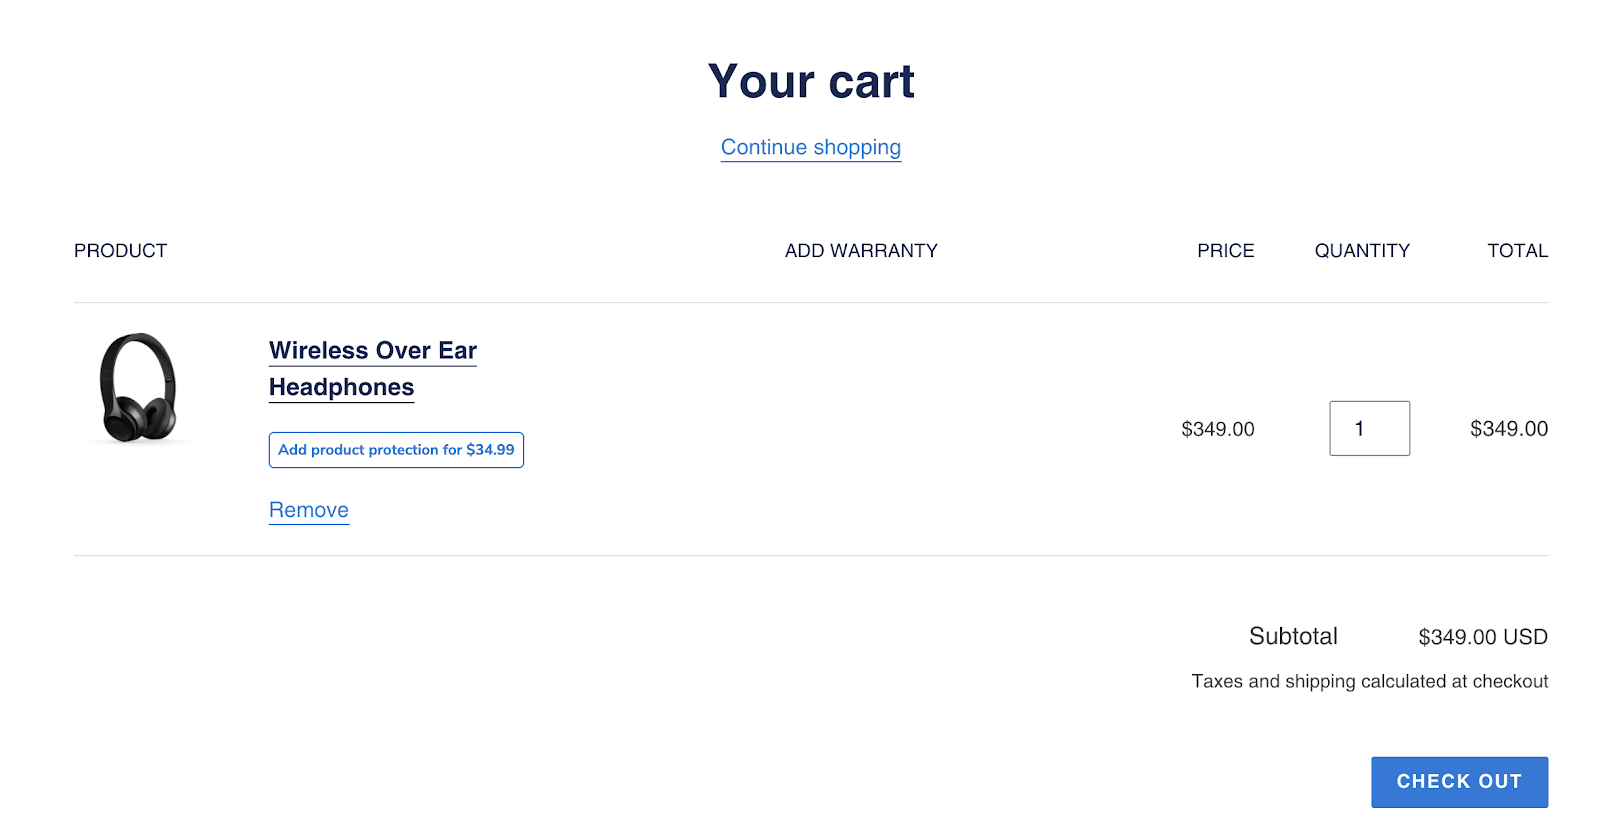 Your cart
Continue shopping
PRODUCT ADD WARRANTY PRICE QUANTITY TOTAL
Wireless Over Ear
Headphones
Add product protection for $34.99
Remove
$349.00 1 $349.00
Subtotal $349.00 USD
Taxes and shipping calculated at checkout
CHECK OUT